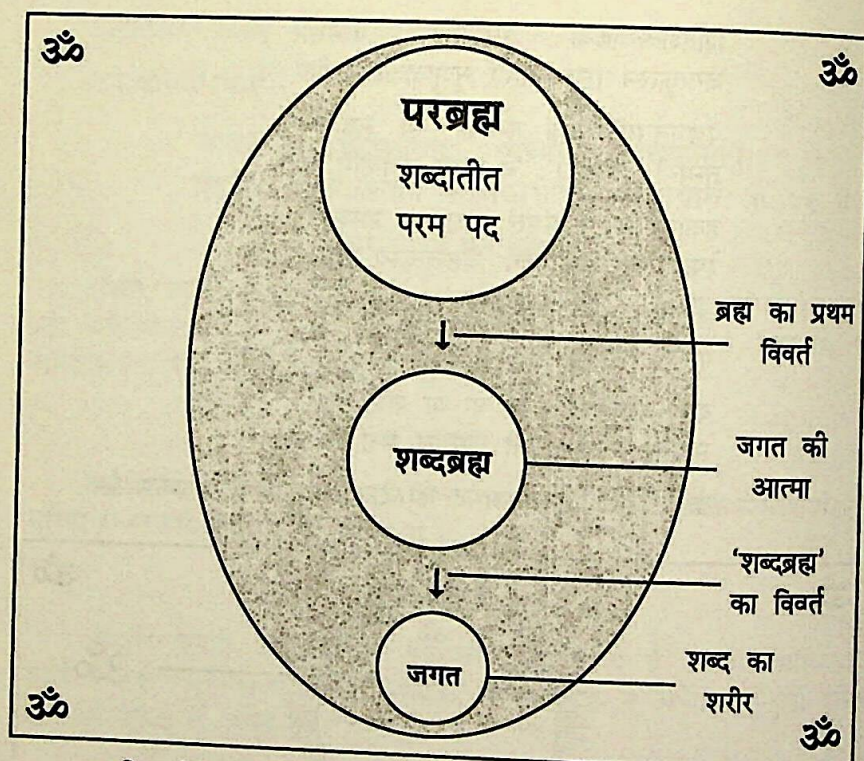 ॐ
ॐ
परब्रह्म
शब्दातीत
परम पद
ब्रह्म का प्रथम
विवर्त
शब्दब्रह्म
जगत की
आत्मा
'शब्दब्रह्म'
का विवर्त
जगत
शब्द का
शरीर
ॐ
ॐ